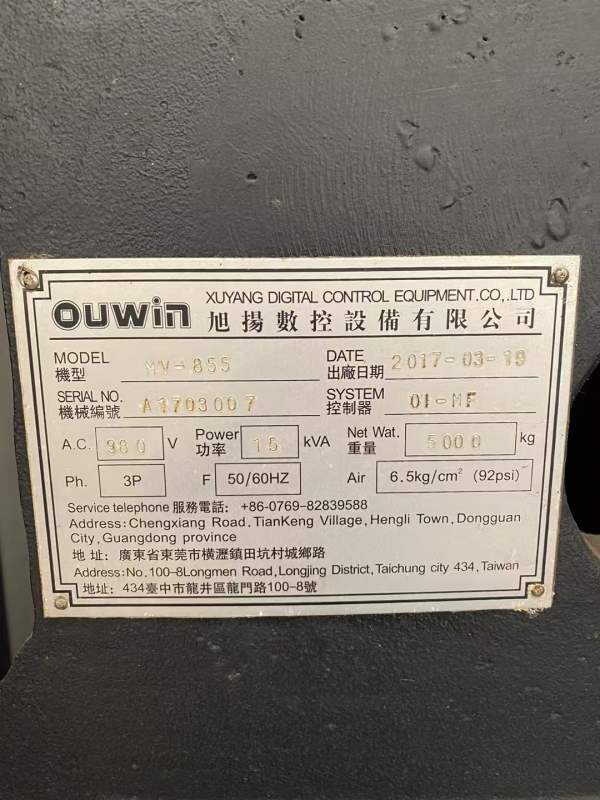 OUWIN XUYANG DIGITAL CONTROL EQUIPMENT.CO,.LTD
旭揚數控設備有限公司
MODEL MV-855 DATE 2017-03-19
機型 出廠日期
SERIAL NO. A1703007 SYSTEM 0I-MF
機械編號 控制器
A.C. 380 V Power 15 kVA Net Wat. 5000 kg
功率 重量
Ph. 3P F 50/60HZ Air 6.5kg/cm² (92psi)
Service telephone 服務電話: +86-0769-82839588
Address:Chengxiang Road,TianKeng Village,Hengli Town,Dongguan
City,Guangdong province
地 址: 廣東省東莞市橫瀝鎮田坑村城鄉路
Address:No,100-8Longmen Road,Longjing District,Taichung city 434,Taiwan
地址: 434臺中市龍井區龍門路100-8號